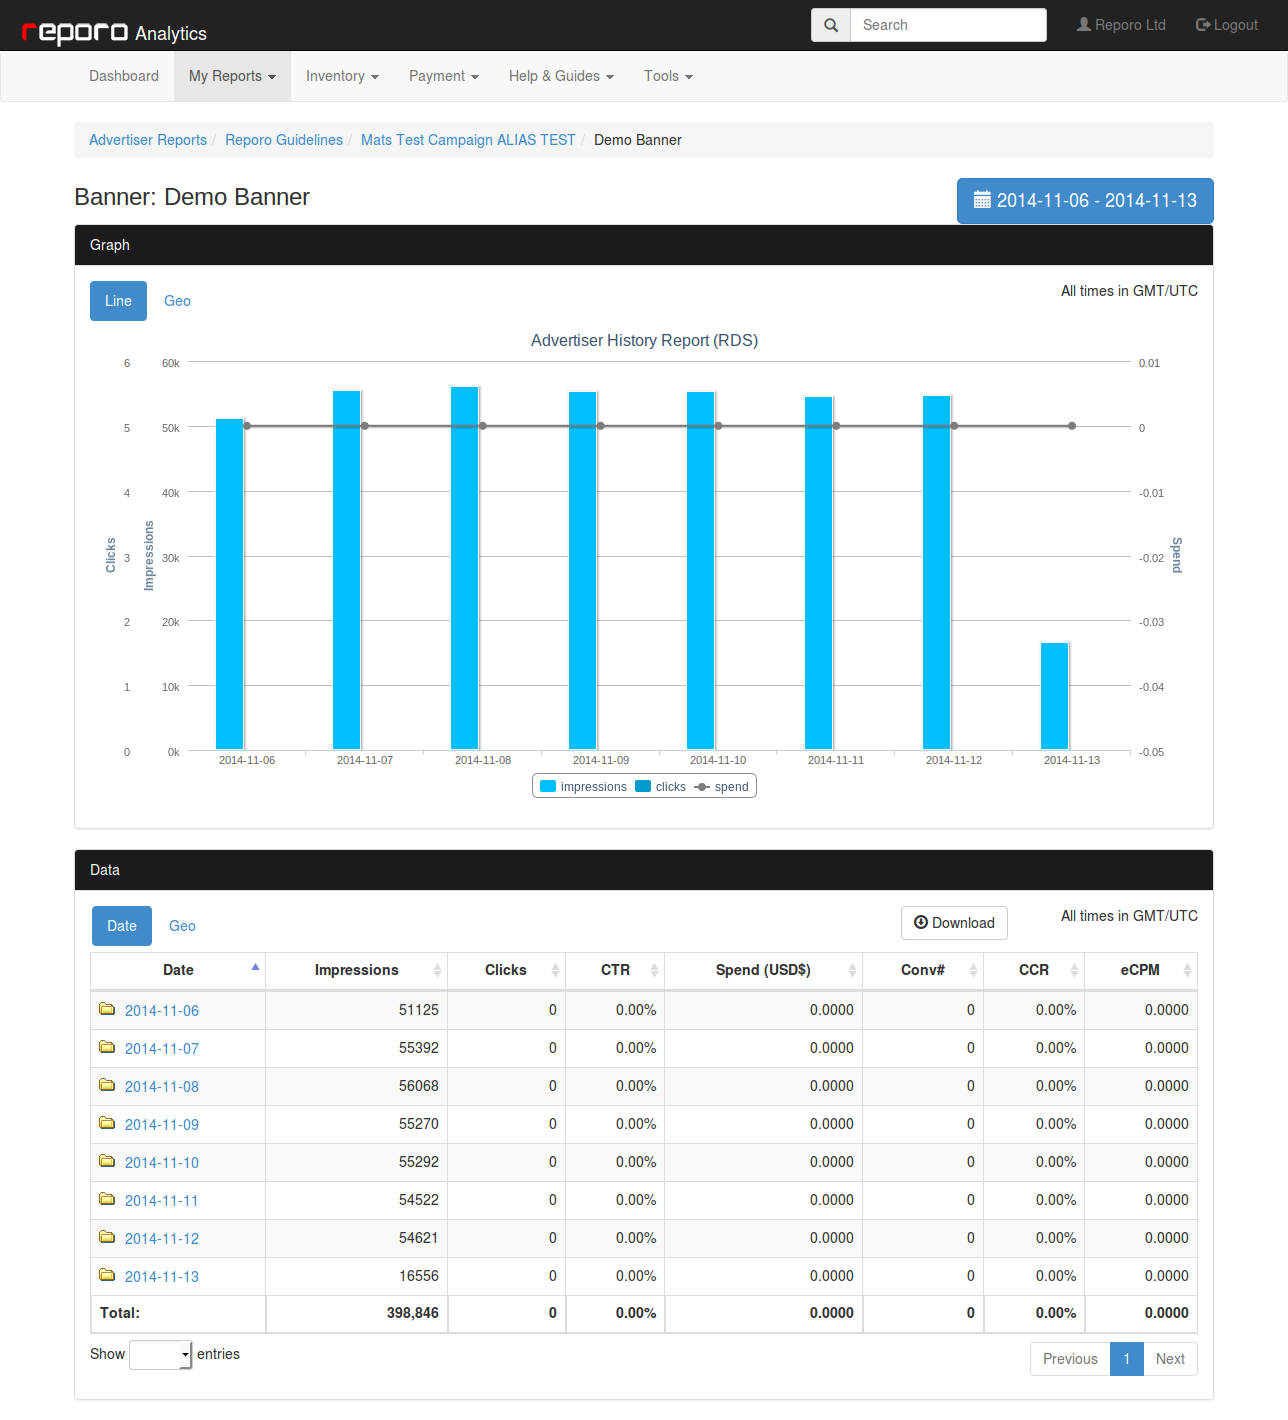 reporo Analytics
Search
Reporo Ltd
Logout
Dashboard My Reports Inventory Payment Help & Guides Tools
Advertiser Reports / Reporo Guidelines / Mats Test Campaign ALIAS TEST / Demo Banner
Banner: Demo Banner
2014-11-06 - 2014-11-13
Graph
Line Geo
All times in GMT/UTC
Advertiser History Report (RDS)
6 60k 0.01
5 50k 0
4 40k -0.01
3 30k -0.02
2 20k -0.03
1 10k -0.04
0 0k -0.05
Clicks
Impressions
Spend
2014-11-06 2014-11-07 2014-11-08 2014-11-09 2014-11-10 2014-11-11 2014-11-12 2014-11-13
impressions clicks spend
Data
Date Geo
Download
All times in GMT/UTC
Date Impressions Clicks CTR Spend (USD$) Conv# CCR eCPM
2014-11-06 51125 0 0.00% 0.0000 0 0.00% 0.0000
2014-11-07 55392 0 0.00% 0.0000 0 0.00% 0.0000
2014-11-08 56068 0 0.00% 0.0000 0 0.00% 0.0000
2014-11-09 55270 0 0.00% 0.0000 0 0.00% 0.0000
2014-11-10 55292 0 0.00% 0.0000 0 0.00% 0.0000
2014-11-11 54522 0 0.00% 0.0000 0 0.00% 0.0000
2014-11-12 54621 0 0.00% 0.0000 0 0.00% 0.0000
2014-11-13 16556 0 0.00% 0.0000 0 0.00% 0.0000
Total: 398,846 0 0.00% 0.0000 0 0.00% 0.0000
Show entries
Previous 1 Next